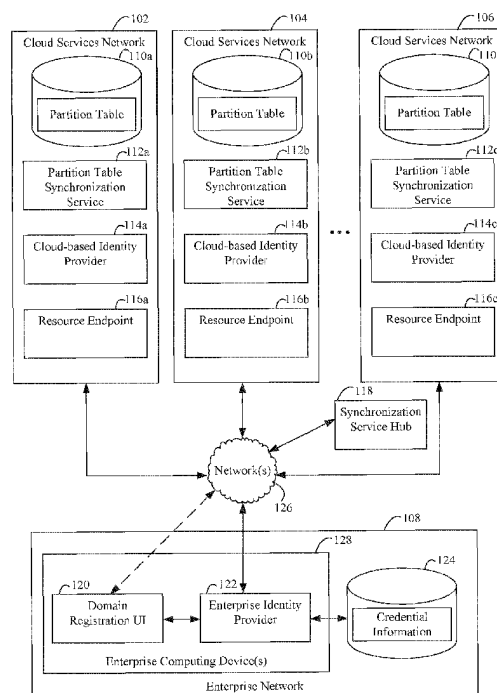 102
Cloud Services Network
110a
Partition Table
112a
Partition Table
Synchronization
Service
114a
Cloud-based Identity
Provider
116a
Resource Endpoint
104
Cloud Services Network
110b
Partition Table
112b
Partition Table
Synchronization
Service
114b
Cloud-based Identity
Provider
116b
Resource Endpoint
...
106
Cloud Services Network
110
Partition Table
112c
Partition Table
Synchronization
Service
114c
Cloud-based Identity
Provider
116c
Resource Endpoint
118
Synchronization
Service Hub
Network(s)
126
108
128
120
Domain
Registration UI
122
Enterprise Identity
Provider
124
Credential
Information
Enterprise Computing Device(s)
Enterprise Network